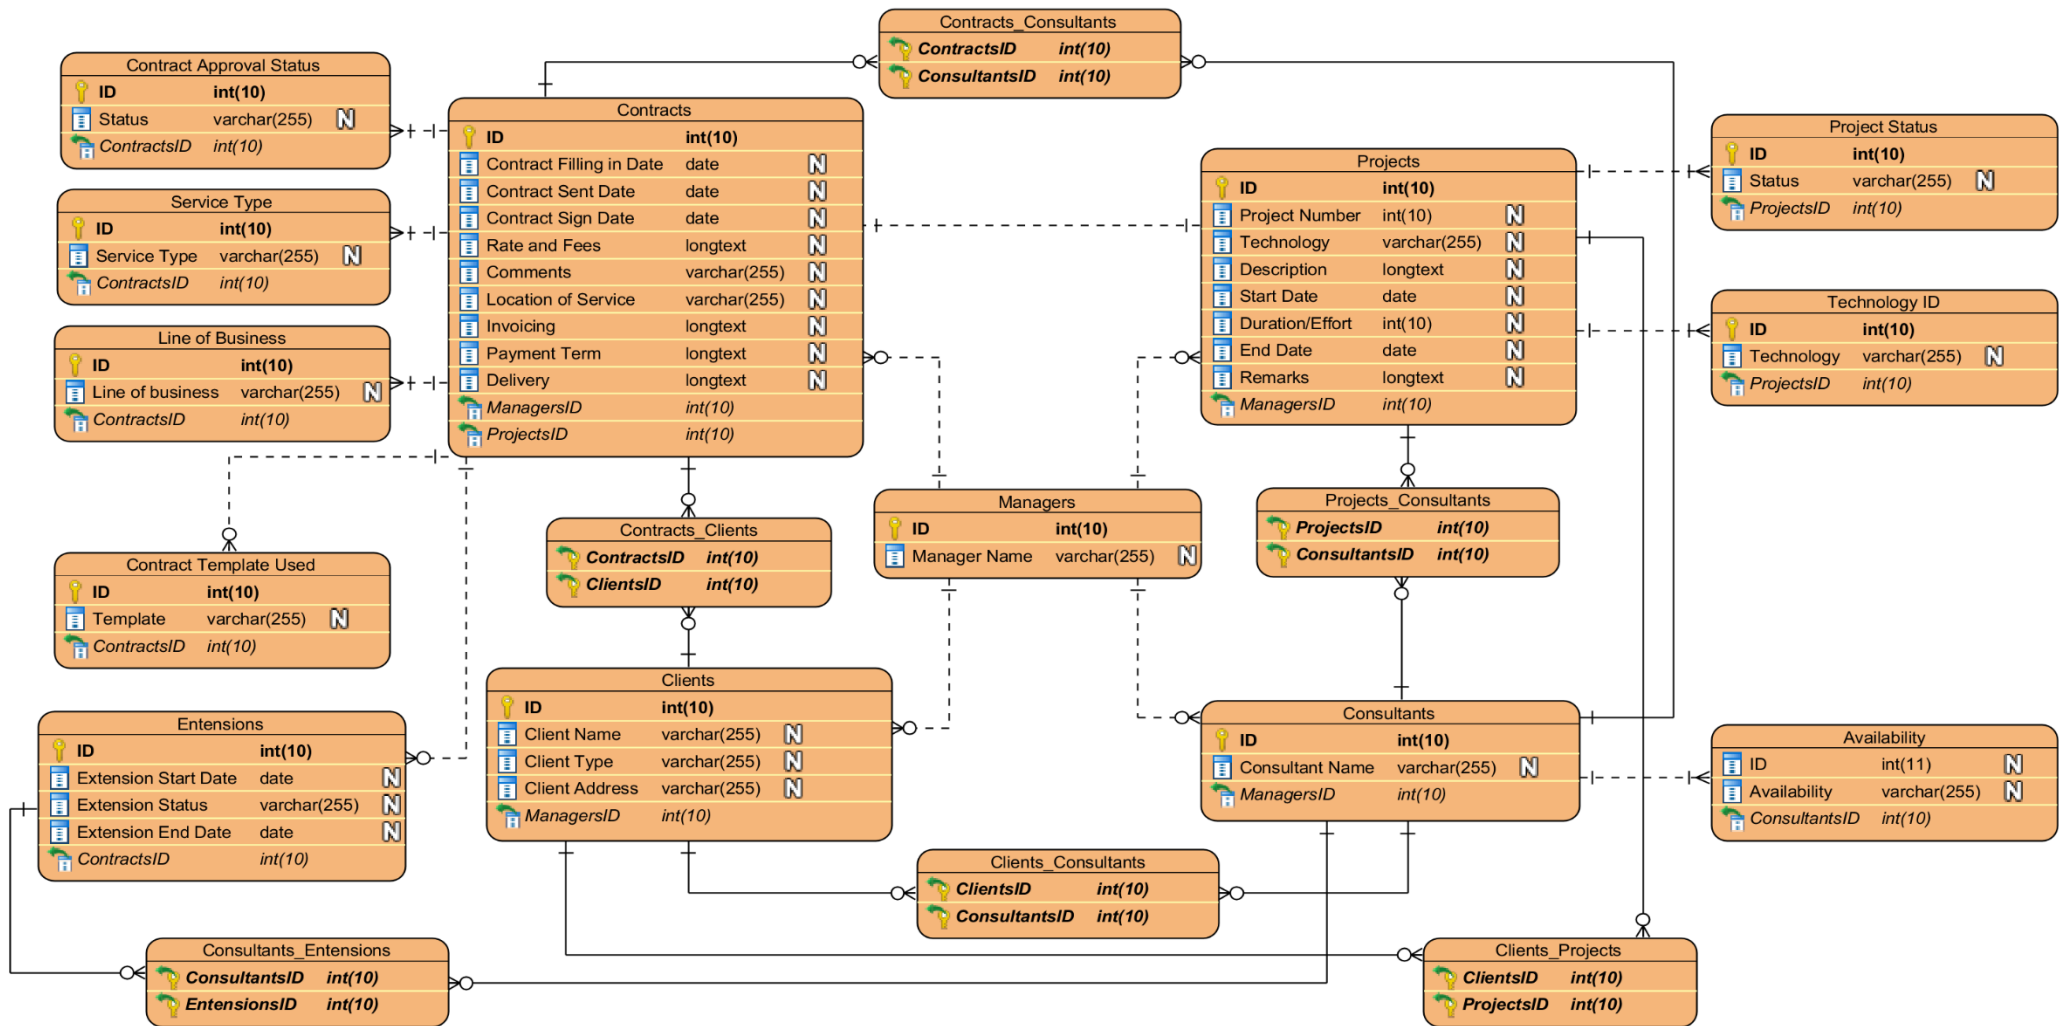 Contracts_Consultants
ContractsID int(10)
ConsultantsID int(10)
Contract Approval Status
ID int(10)
Status varchar(255) N
ContractsID int(10)
Contracts
ID int(10)
Contract Filling in Date date N
Contract Sent Date date N
Contract Sign Date date N
Rate and Fees longtext N
Comments varchar(255) N
Location of Service varchar(255) N
Invoicing longtext N
Payment Term longtext N
Delivery longtext N
ManagersID int(10)
ProjectsID int(10)
Projects
ID int(10)
Project Number int(10) N
Technology varchar(255) N
Description longtext N
Start Date date N
Duration/Effort int(10) N
End Date date N
Remarks longtext N
ManagersID int(10)
Project Status
ID int(10)
Status varchar(255) N
ProjectsID int(10)
Service Type
ID int(10)
Service Type varchar(255) N
ContractsID int(10)
Technology ID
ID int(10)
Technology varchar(255) N
ProjectsID int(10)
Line of Business
ID int(10)
Line of business varchar(255) N
ContractsID int(10)
Managers
ID int(10)
Manager Name varchar(255) N
Projects_Consultants
ProjectsID int(10)
ConsultantsID int(10)
Contracts_Clients
ContractsID int(10)
ClientsID int(10)
Contract Template Used
ID int(10)
Template varchar(255) N
ContractsID int(10)
Clients
ID int(10)
Client Name varchar(255) N
Client Type varchar(255) N
Client Address varchar(255) N
ManagersID int(10)
Consultants
ID int(10)
Consultant Name varchar(255) N
ManagersID int(10)
Entensions
ID int(10)
Extension Start Date date N
Extension Status varchar(255) N
Extension End Date date N
ContractsID int(10)
Availability
ID int(11) N
Availability varchar(255) N
ConsultantsID int(10)
Clients_Consultants
ClientsID int(10)
ConsultantsID int(10)
Consultants_Entensions
ConsultantsID int(10)
EntensionsID int(10)
Clients_Projects
ClientsID int(10)
ProjectsID int(10)